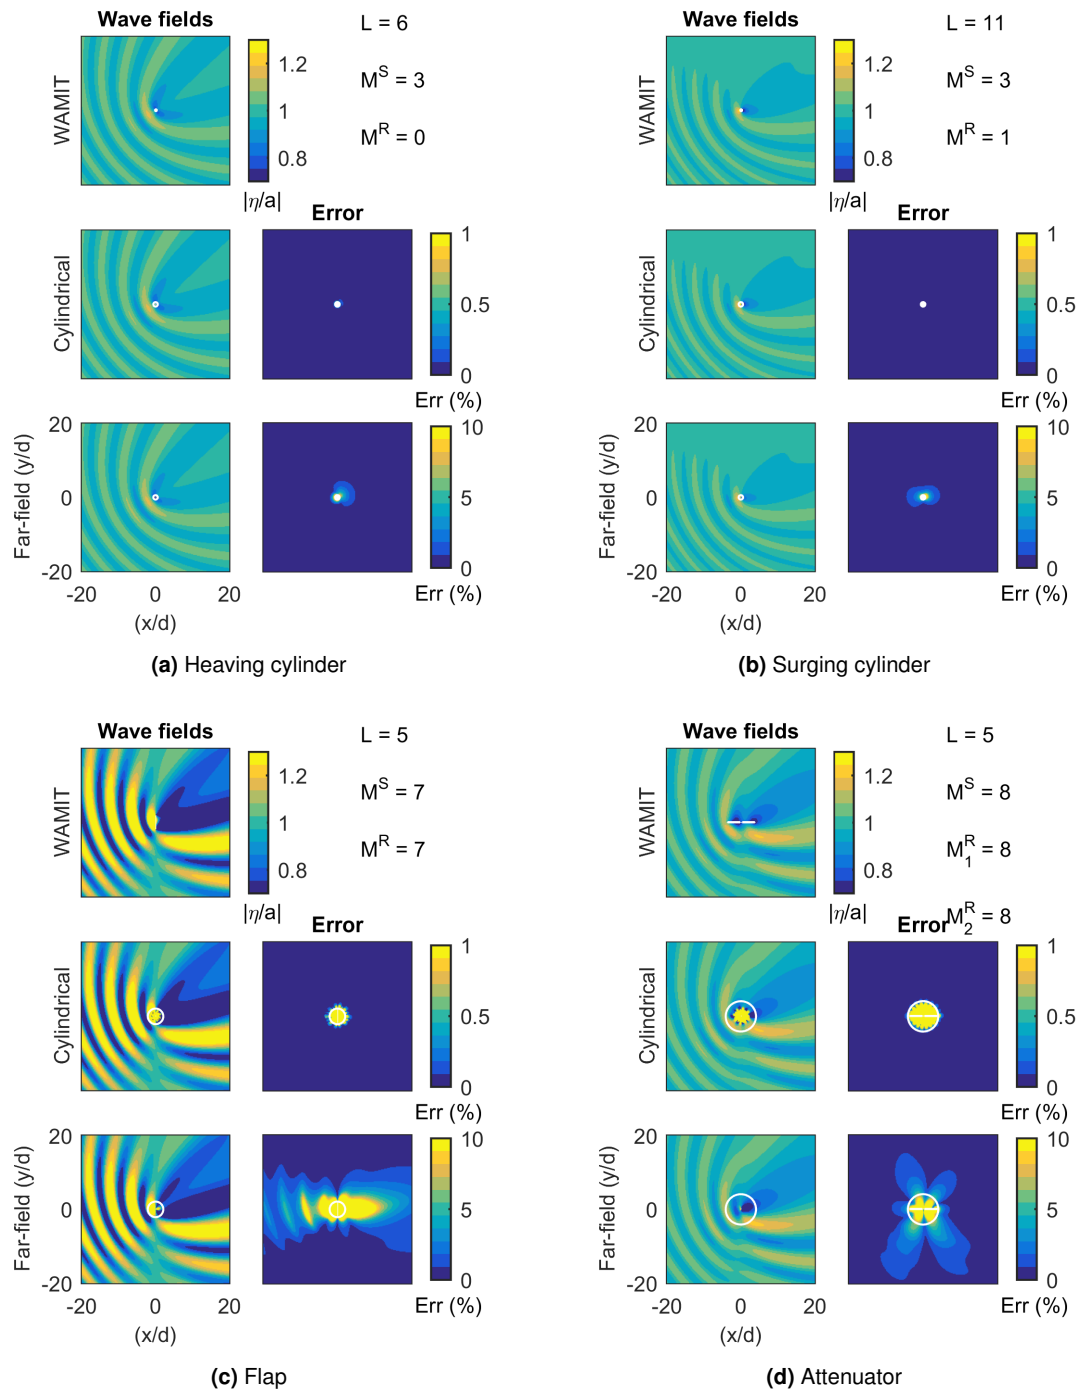 Wave fields
L = 6
WAMIT
1.2
1
0.8
M^S = 3
M^R = 0
|η/a|
Error
Cylindrical
1
0.5
0
Err (%)
Far-field (y/d)
20
0
-20
-20 0 20
(x/d)
10
5
0
Err (%)
(a) Heaving cylinder
Wave fields
L = 11
WAMIT
1.2
1
0.8
M^S = 3
M^R = 1
|η/a|
Error
Cylindrical
1
0.5
0
Err (%)
Far-field (y/d)
20
0
-20
-20 0 20
(x/d)
10
5
0
Err (%)
(b) Surging cylinder
Wave fields
L = 5
WAMIT
1.2
1
0.8
M^S = 7
M^R = 7
|η/a|
Error
Cylindrical
1
0.5
0
Err (%)
Far-field (y/d)
20
0
-20
-20 0 20
(x/d)
10
5
0
Err (%)
(c) Flap
Wave fields
L = 5
WAMIT
1.2
1
0.8
M^S = 8
M^R_1 = 8
M^R_2 = 8
|η/a|
Error
Cylindrical
1
0.5
0
Err (%)
Far-field (y/d)
20
0
-20
-20 0 20
(x/d)
10
5
0
Err (%)
(d) Attenuator